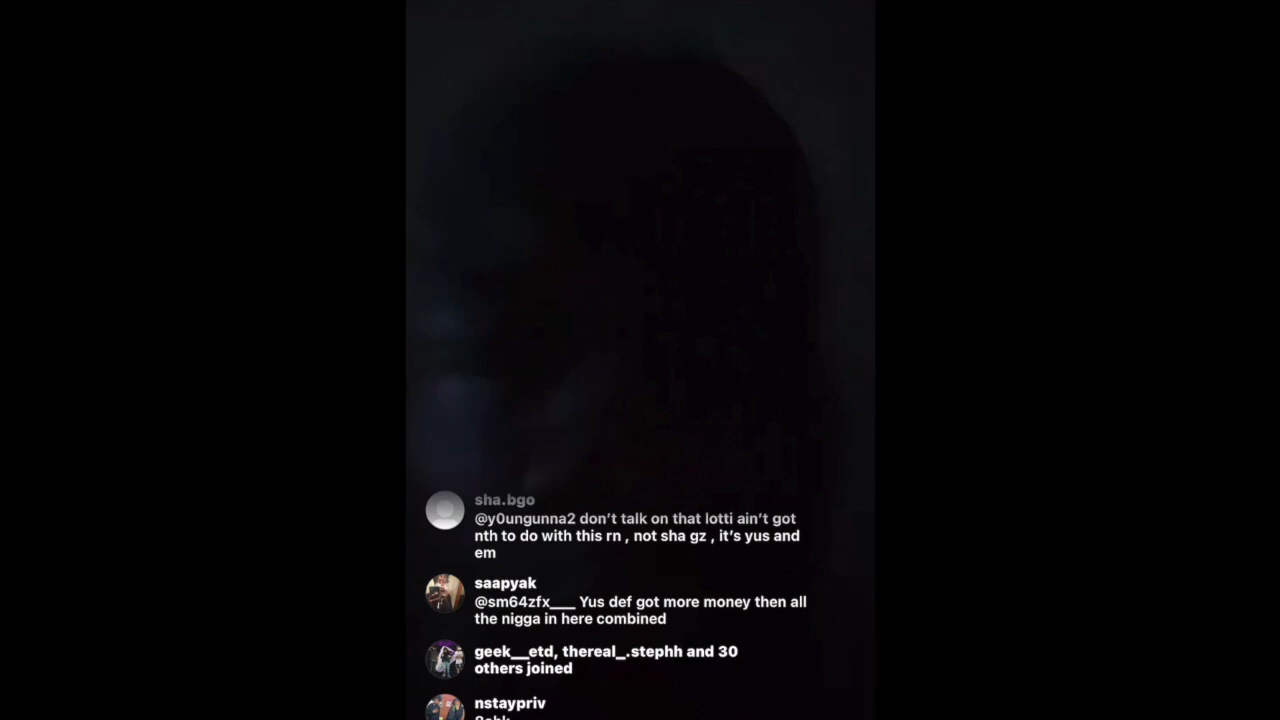 sha.bgo
@y0ungunna2 don’t talk on that lotti ain’t got
nth to do with this rn , not sha gz , it’s yus and
em
saapyak
@sm64zfx___ Yus def got more money then all
the nigga in here combined
geek__etd, thereal_.stephh and 30
others joined
nstaypriv